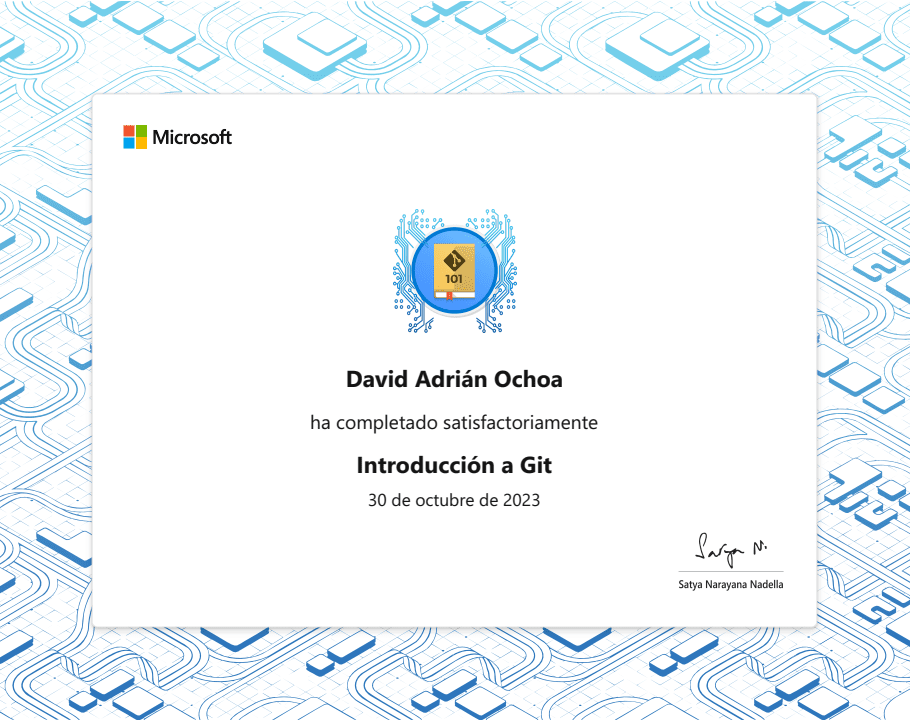 Microsoft
101
David Adrián Ochoa
ha completado satisfactoriamente
Introducción a Git
30 de octubre de 2023
Satya N.
Satya Narayana Nadella